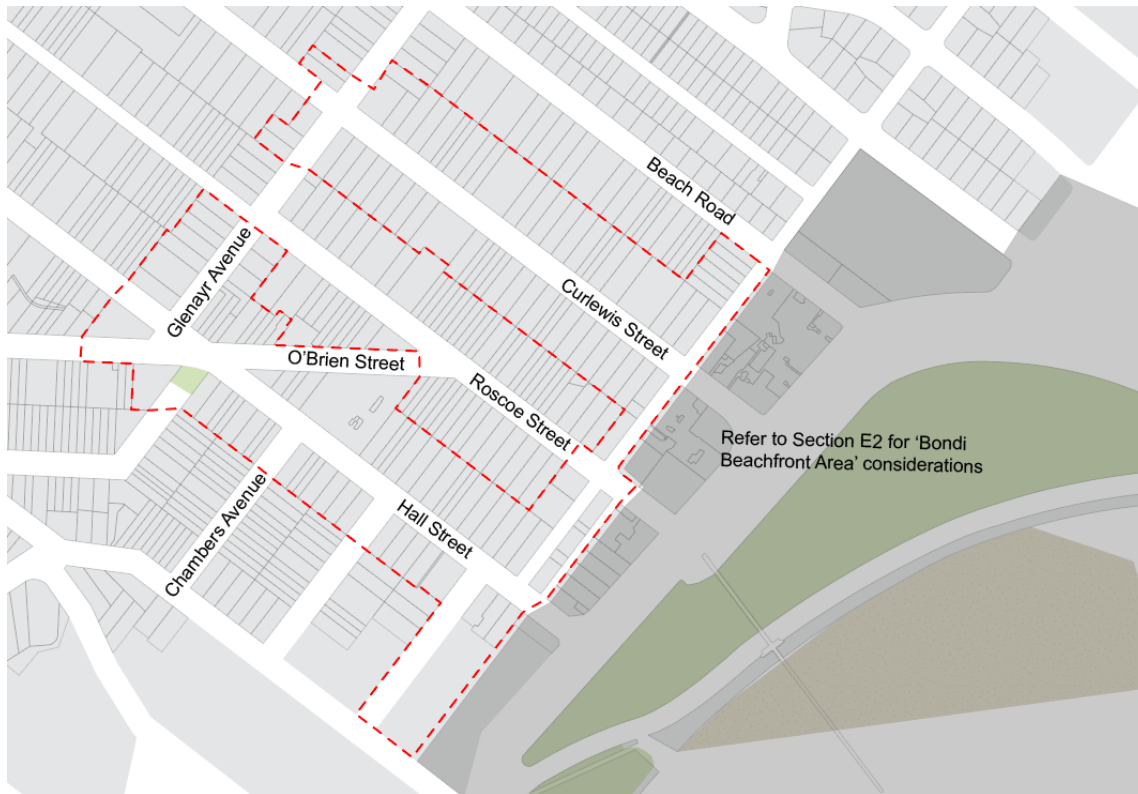 Beach Road
Glenayr Avenue
Curlewis Street
O'Brien Street
Roscoe Street
Refer to Section E2 for ‘Bondi
Beachfront Area’ considerations
Hall Street
Chambers Avenue